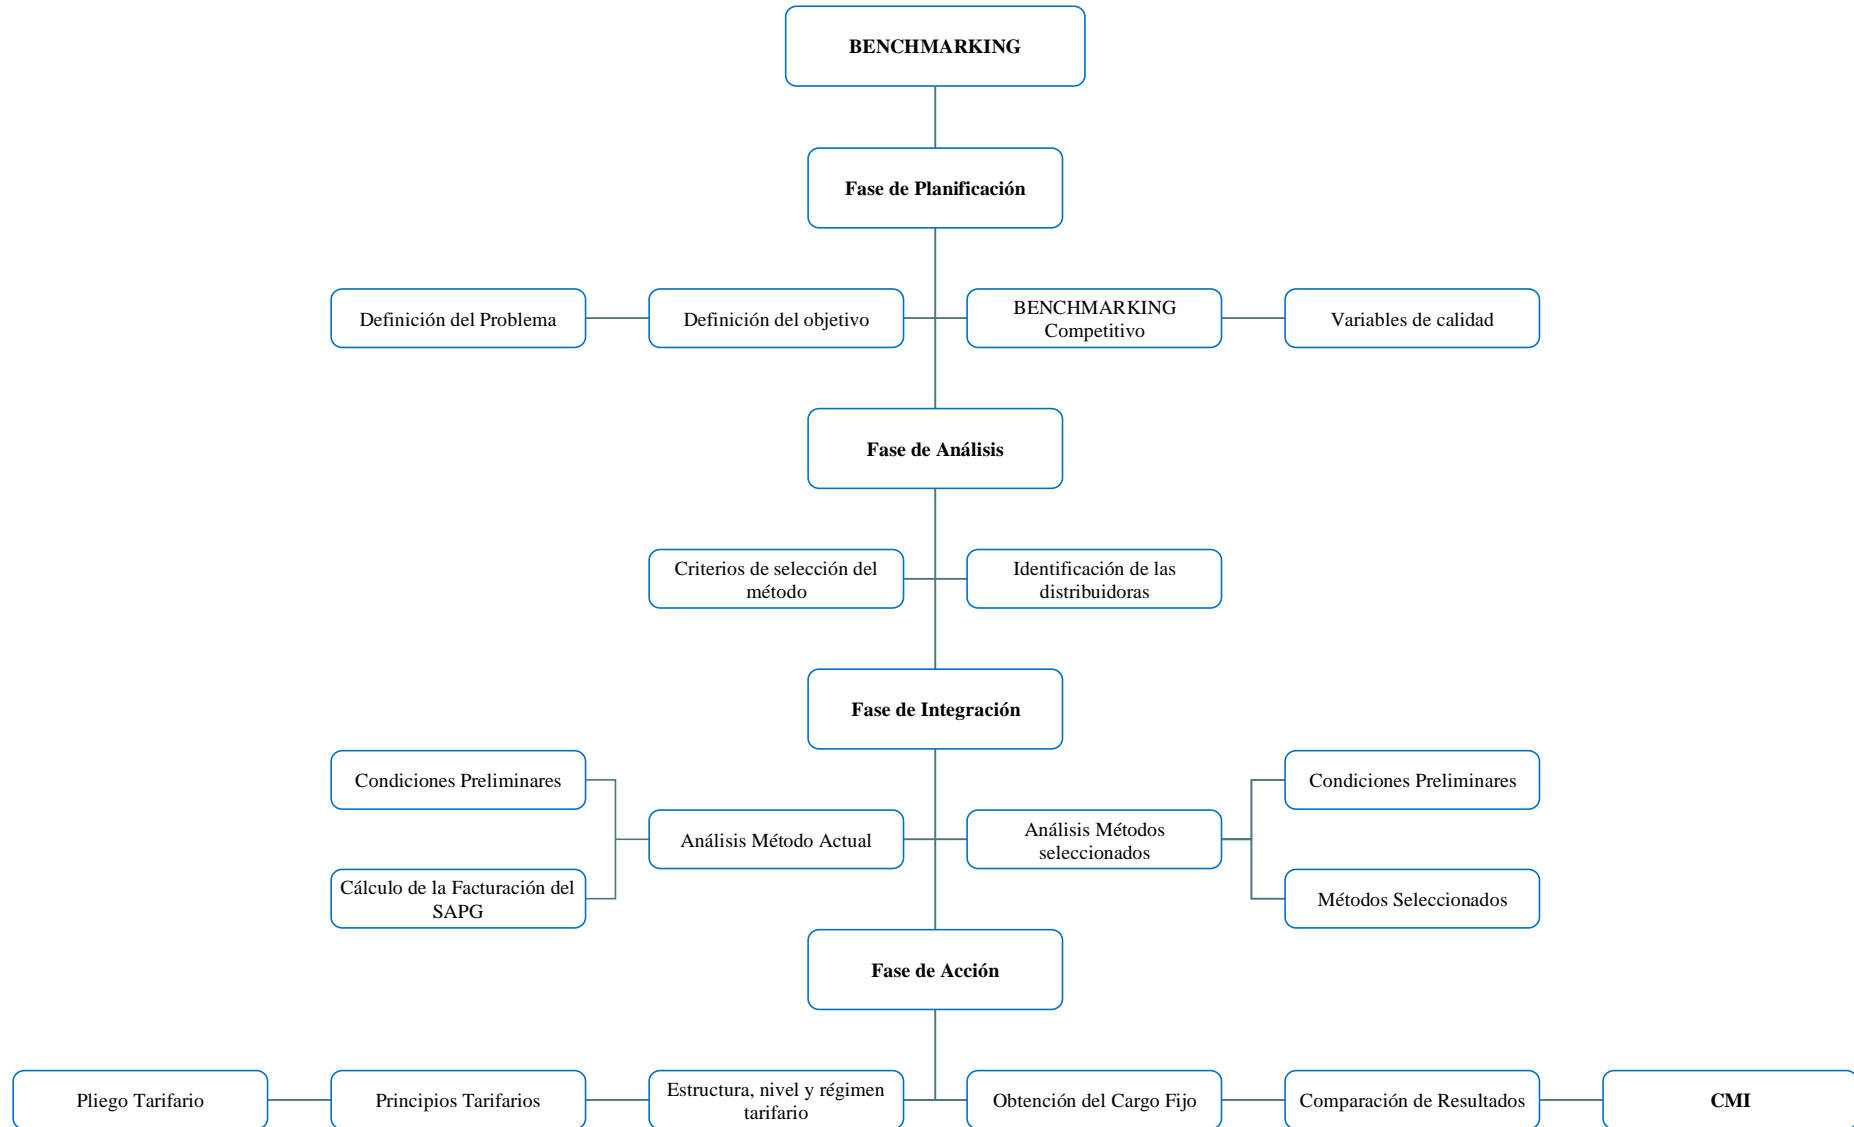 BENCHMARKING
Fase de Planificación
Definición del Problema
Definición del objetivo
BENCHMARKING
Competitivo
Variables de calidad
Fase de Análisis
Criterios de selección del
método
Identificación de las
distribuidoras
Fase de Integración
Condiciones Preliminares
Condiciones Preliminares
Análisis Método Actual
Análisis Métodos
seleccionados
Cálculo de la Facturación del
SAPG
Métodos Seleccionados
Fase de Acción
Pliego Tarifario
Principios Tarifarios
Estructura, nivel y régimen
tarifario
Obtención del Cargo Fijo
Comparación de Resultados
CMI